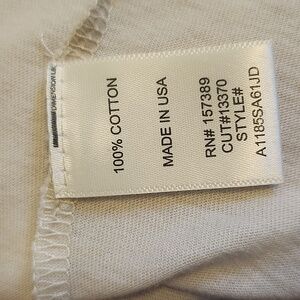 100% COTTON
MADE IN USA
RN# 157389
CUT#13370
STYLE#
A1185SA61JD